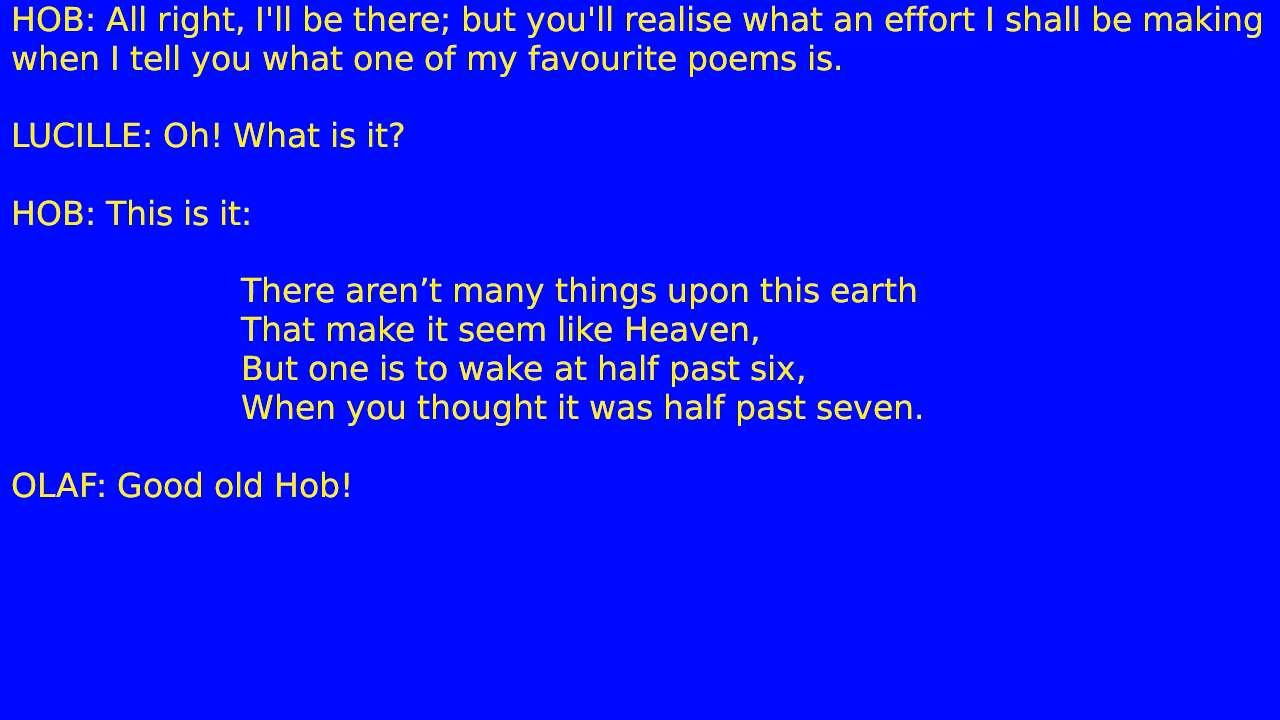 HOB: All right, I'll be there; but you'll realise what an effort I shall be making
when I tell you what one of my favourite poems is.
LUCILLE: Oh! What is it?
HOB: This is it:
There aren’t many things upon this earth
That make it seem like Heaven,
But one is to wake at half past six,
When you thought it was half past seven.
OLAF: Good old Hob!